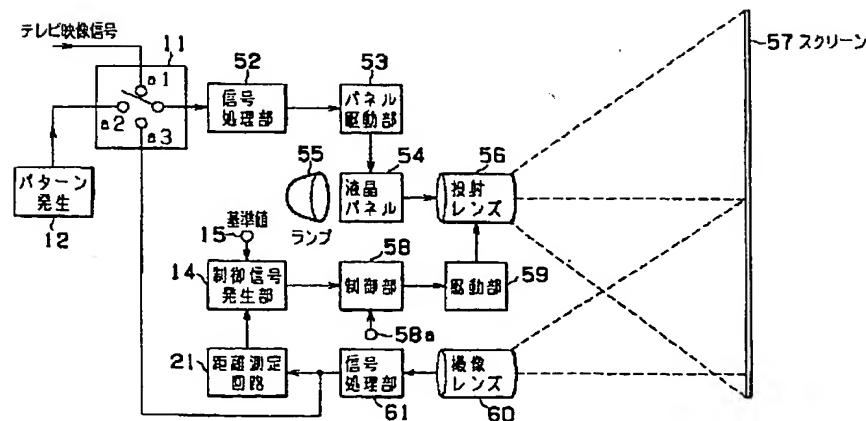 テレビ映像信号
11
a1
a2
a3
52
信号
処理部
53
パネル
駆動部
57 スクリーン
パターン
発生
12
55
ランプ
54
液晶
パネル
56
投射
レンズ
基準値
15
14
制御信号
発生部
58
制御部
駆動部
59
58a
21
距離測定
回路
信号
処理部
61
撮像
レンズ
60